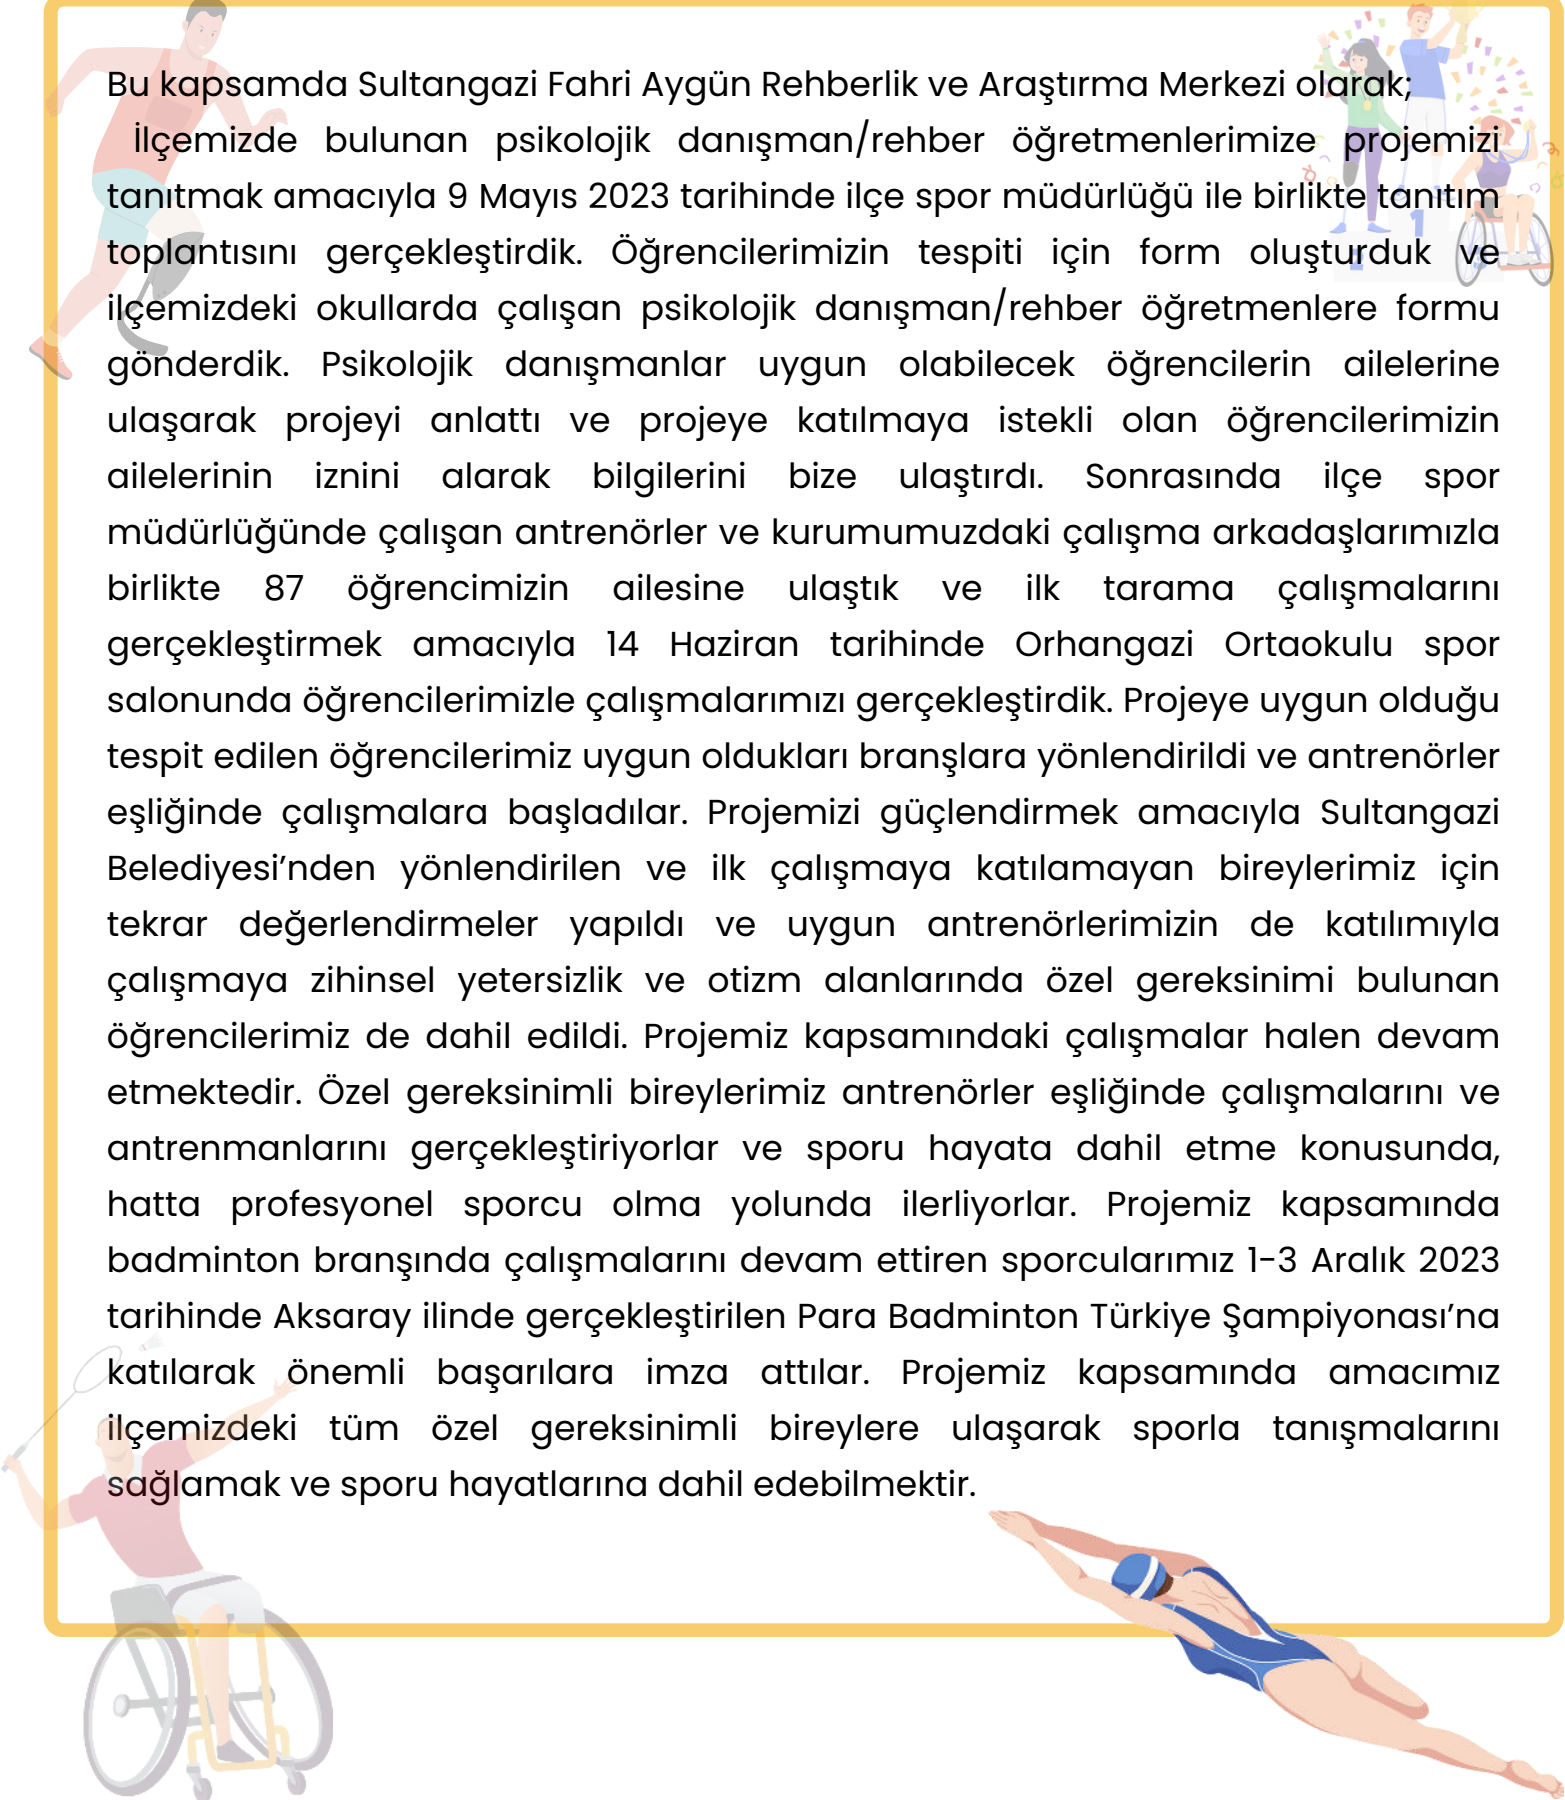 Bu kapsamda Sultangazi Fahri Aygün Rehberlik ve Araştırma Merkezi olarak;
İlçemizde bulunan psikolojik danışman/rehber öğretmenlerimize projemizi
tanıtmak amacıyla 9 Mayıs 2023 tarihinde ilçe spor müdürlüğü ile birlikte tanıtım
toplantısını gerçekleştirdik. Öğrencilerimizin tespiti için form oluşturduk ve
ilçemizdeki okullarda çalışan psikolojik danışman/rehber öğretmenlere formu
gönderdik. Psikolojik danışmanlar uygun olabilecek öğrencilerin ailelerine
ulaşarak projeyi anlattı ve projeye katılmaya istekli olan öğrencilerimizin
ailelerinin iznini alarak bilgilerini bize ulaştırdı. Sonrasında ilçe spor
müdürlüğünde çalışan antrenörler ve kurumumuzdaki çalışma arkadaşlarımızla
birlikte 87 öğrencimizin ailesine ulaştık ve ilk tarama çalışmalarını
gerçekleştirmek amacıyla 14 Haziran tarihinde Orhangazi Ortaokulu spor
salonunda öğrencilerimizle çalışmalarımızı gerçekleştirdik. Projeye uygun olduğu
tespit edilen öğrencilerimiz uygun oldukları branşlara yönlendirildi ve antrenörler
eşliğinde çalışmalara başladılar. Projemizi güçlendirmek amacıyla Sultangazi
Belediyesi’nden yönlendirilen ve ilk çalışmaya katılamayan bireylerimiz için
tekrar değerlendirmeler yapıldı ve uygun antrenörlerimizin de katılımıyla
çalışmaya zihinsel yetersizlik ve otizm alanlarında özel gereksinimi bulunan
öğrencilerimiz de dahil edildi. Projemiz kapsamındaki çalışmalar halen devam
etmektedir. Özel gereksinimli bireylerimiz antrenörler eşliğinde çalışmalarını ve
antrenmanlarını gerçekleştiriyorlar ve sporu hayata dahil etme konusunda,
hatta profesyonel sporcu olma yolunda ilerliyorlar. Projemiz kapsamında
badminton branşında çalışmalarını devam ettiren sporcularımız 1-3 Aralık 2023
tarihinde Aksaray ilinde gerçekleştirilen Para Badminton Türkiye Şampiyonası’na
katılarak önemli başarılara imza attılar. Projemiz kapsamında amacımız
ilçemizdeki tüm özel gereksinimli bireylere ulaşarak sporla tanışmalarını
sağlamak ve sporu hayatlarına dahil edebilmektir.
1